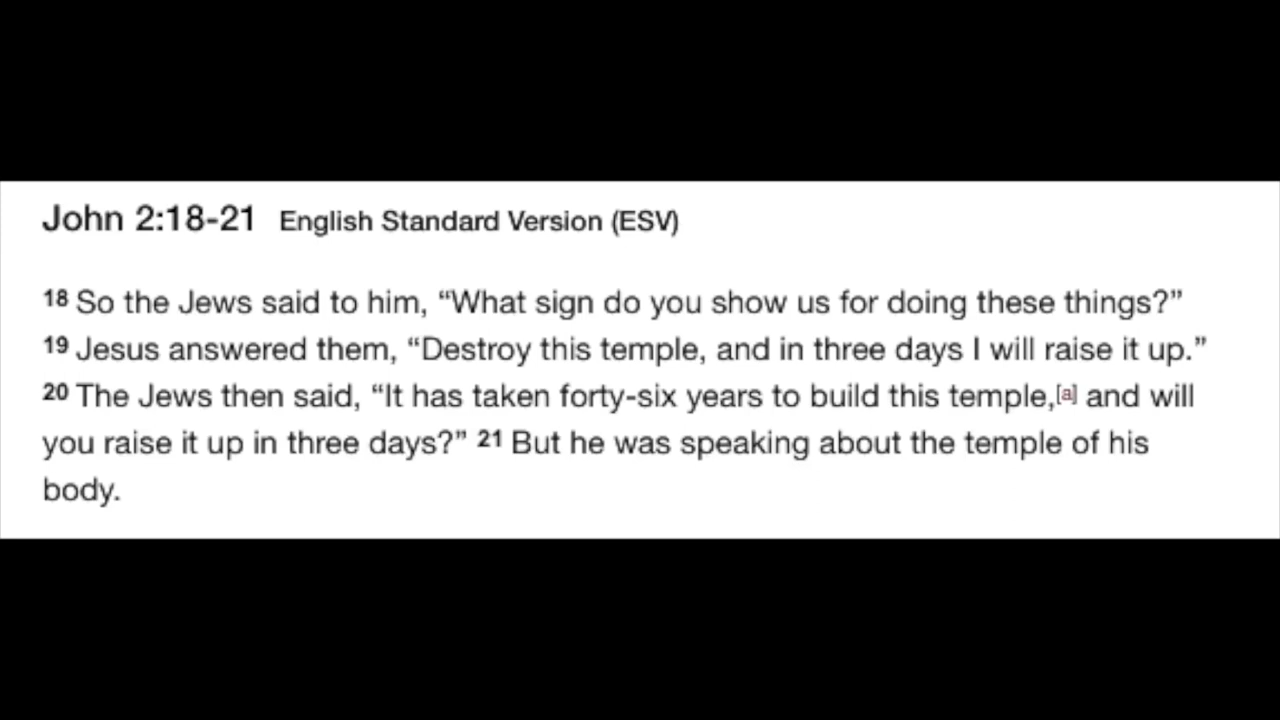 John 2:18-21 English Standard Version (ESV)
18 So the Jews said to him, “What sign do you show us for doing these things?”
19 Jesus answered them, “Destroy this temple, and in three days I will raise it up.”
20 The Jews then said, “It has taken forty-six years to build this temple,[a] and will
you raise it up in three days?” 21 But he was speaking about the temple of his
body.